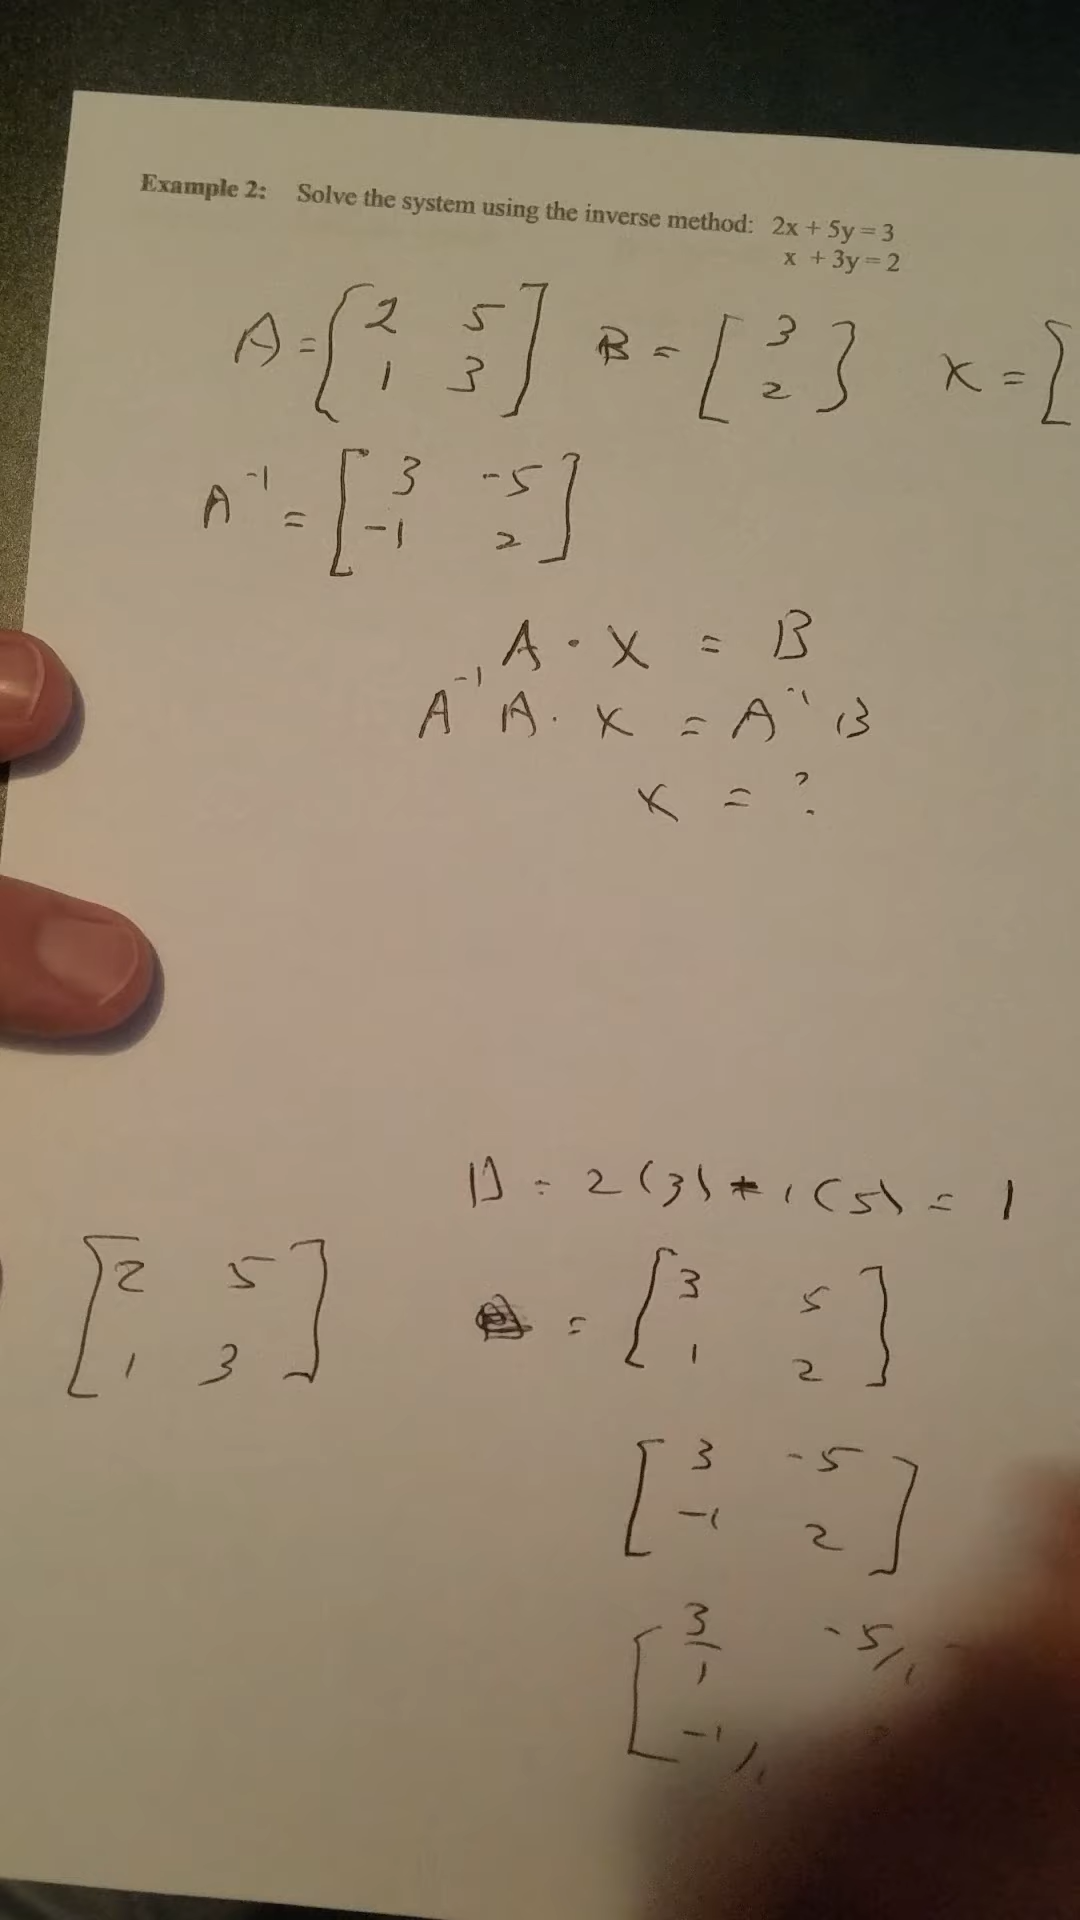 Example 2: Solve the system using the inverse method: 2x + 5y = 3
x + 3y = 2
A = [ 2 5 ] B = [ 3 ] X = [
1 3 2
A⁻¹ = [ 3 -5 ]
-1 2
A · X = B
A⁻¹ A · X = A⁻¹ B
X = ?
D = 2(3) - 1(5) = 1
[ 2 5 ] = [ 3 5 ]
1 3 1 2
[ 3 -5 ]
-1 2
[ 3/1 -5/1
-1/1